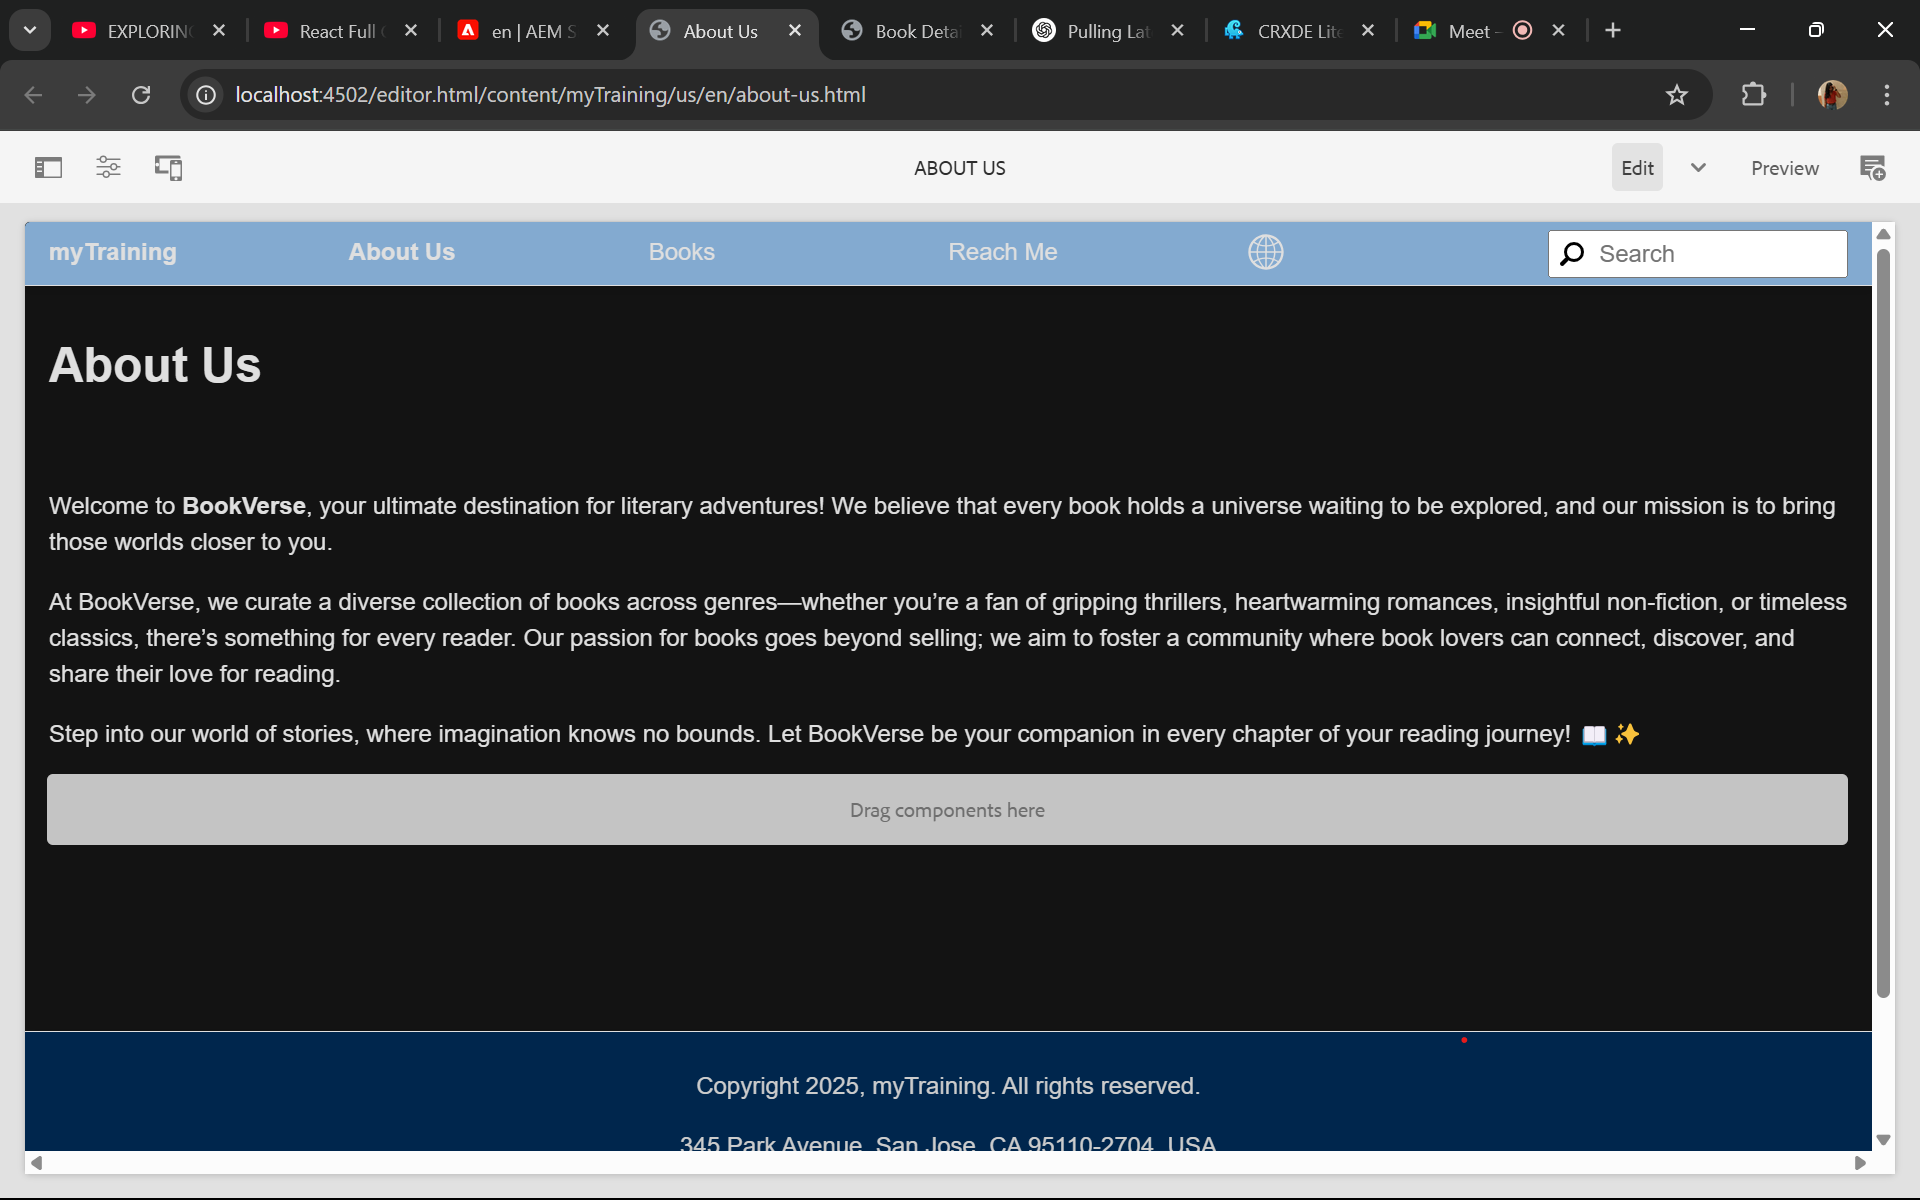 EXPLORING
React Full
en | AEM S
About Us
Book Detai
Pulling Lat
CRXDE Lite
Meet -
localhost:4502/editor.html/content/myTraining/us/en/about-us.html
ABOUT US
Edit
Preview
myTraining
About Us
Books
Reach Me
Search
About Us
Welcome to BookVerse, your ultimate destination for literary adventures! We believe that every book holds a universe waiting to be explored, and our mission is to bring
those worlds closer to you.
At BookVerse, we curate a diverse collection of books across genres—whether you’re a fan of gripping thrillers, heartwarming romances, insightful non-fiction, or timeless
classics, there’s something for every reader. Our passion for books goes beyond selling; we aim to foster a community where book lovers can connect, discover, and
share their love for reading.
Step into our world of stories, where imagination knows no bounds. Let BookVerse be your companion in every chapter of your reading journey! 📖✨
Drag components here
Copyright 2025, myTraining. All rights reserved.
345 Park Avenue, San Jose, CA 95110-2704, USA